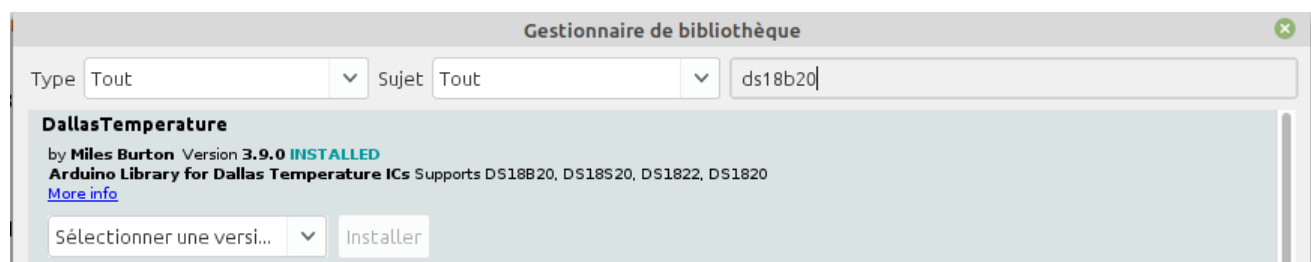 Gestionnaire de bibliothèque
Type Tout Sujet Tout ds18b20
DallasTemperature
by Miles Burton Version 3.9.0 INSTALLED
Arduino Library for Dallas Temperature ICs Supports DS18B20, DS18S20, DS1822, DS1820
More info
Sélectionner une versi... Installer